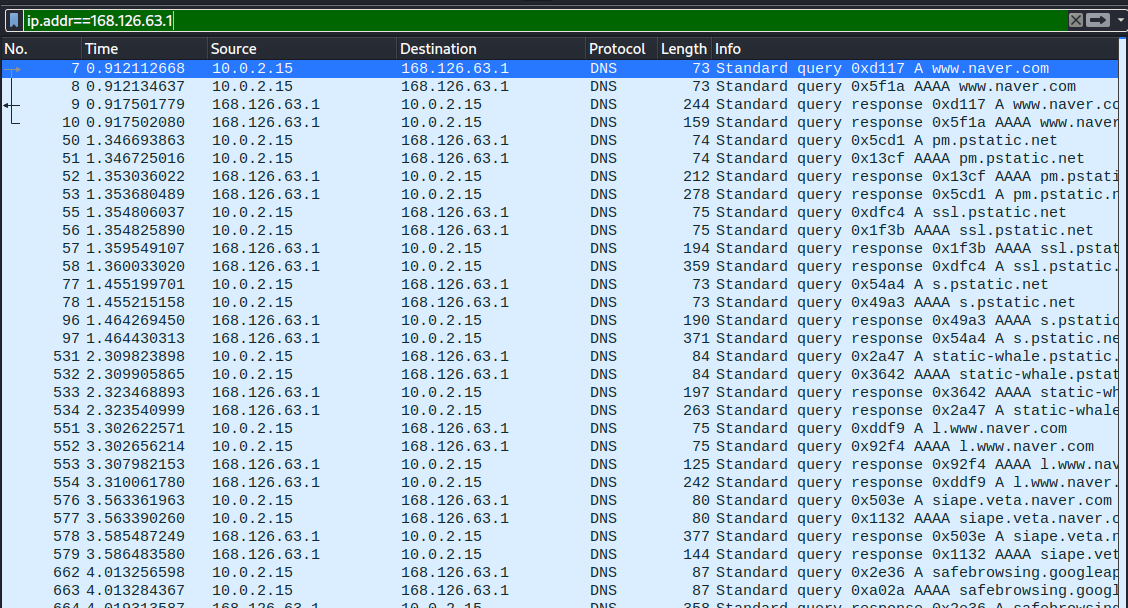 ip.addr==168.126.63.1
No. Time Source Destination Protocol Length Info
7 0.912112668 10.0.2.15 168.126.63.1 DNS 73 Standard query 0xd117 A www.naver.com
8 0.912134637 10.0.2.15 168.126.63.1 DNS 73 Standard query 0x5f1a AAAA www.naver.com
9 0.917501779 168.126.63.1 10.0.2.15 DNS 244 Standard query response 0xd117 A www.naver.co
10 0.917502080 168.126.63.1 10.0.2.15 DNS 159 Standard query response 0x5f1a AAAA www.naver
50 1.346693863 10.0.2.15 168.126.63.1 DNS 74 Standard query 0x5cd1 A pm.pstatic.net
51 1.346725016 10.0.2.15 168.126.63.1 DNS 74 Standard query 0x13cf AAAA pm.pstatic.net
52 1.353036022 168.126.63.1 10.0.2.15 DNS 212 Standard query response 0x13cf AAAA pm.pstati
53 1.353680489 168.126.63.1 10.0.2.15 DNS 278 Standard query response 0x5cd1 A pm.pstatic.n
55 1.354806037 10.0.2.15 168.126.63.1 DNS 75 Standard query 0xdfc4 A ssl.pstatic.net
56 1.354825890 10.0.2.15 168.126.63.1 DNS 75 Standard query 0x1f3b AAAA ssl.pstatic.net
57 1.359549107 168.126.63.1 10.0.2.15 DNS 194 Standard query response 0x1f3b AAAA ssl.pstat
58 1.360033020 168.126.63.1 10.0.2.15 DNS 359 Standard query response 0xdfc4 A ssl.pstatic.
77 1.455199701 10.0.2.15 168.126.63.1 DNS 73 Standard query 0x54a4 A s.pstatic.net
78 1.455215158 10.0.2.15 168.126.63.1 DNS 73 Standard query 0x49a3 AAAA s.pstatic.net
96 1.464269450 168.126.63.1 10.0.2.15 DNS 190 Standard query response 0x49a3 AAAA s.pstatic
97 1.464430313 168.126.63.1 10.0.2.15 DNS 371 Standard query response 0x54a4 A s.pstatic.ne
531 2.309823898 10.0.2.15 168.126.63.1 DNS 84 Standard query 0x2a47 A static-whale.pstatic.
532 2.309905865 10.0.2.15 168.126.63.1 DNS 84 Standard query 0x3642 AAAA static-whale.pstat
533 2.323468893 168.126.63.1 10.0.2.15 DNS 197 Standard query response 0x3642 AAAA static-wh
534 2.323540999 168.126.63.1 10.0.2.15 DNS 263 Standard query response 0x2a47 A static-whale
551 3.302622571 10.0.2.15 168.126.63.1 DNS 75 Standard query 0xddf9 A l.www.naver.com
552 3.302656214 10.0.2.15 168.126.63.1 DNS 75 Standard query 0x92f4 AAAA l.www.naver.com
553 3.307982153 168.126.63.1 10.0.2.15 DNS 125 Standard query response 0x92f4 AAAA l.www.nav
554 3.310061780 168.126.63.1 10.0.2.15 DNS 242 Standard query response 0xddf9 A l.www.naver.
576 3.563361963 10.0.2.15 168.126.63.1 DNS 80 Standard query 0x503e A siape.veta.naver.com
577 3.563390260 10.0.2.15 168.126.63.1 DNS 80 Standard query 0x1132 AAAA siape.veta.naver.c
578 3.585487249 168.126.63.1 10.0.2.15 DNS 377 Standard query response 0x503e A siape.veta.n
579 3.586483580 168.126.63.1 10.0.2.15 DNS 144 Standard query response 0x1132 AAAA siape.vet
662 4.013256598 10.0.2.15 168.126.63.1 DNS 87 Standard query 0x2e36 A safebrowsing.googleap
663 4.013284367 10.0.2.15 168.126.63.1 DNS 87 Standard query 0xa02a AAAA safebrowsing.googl
664 4.019313587 168.126.63.1 10.0.2.15 DNS 358 Standard query response 0x2e36 A safebrowsing